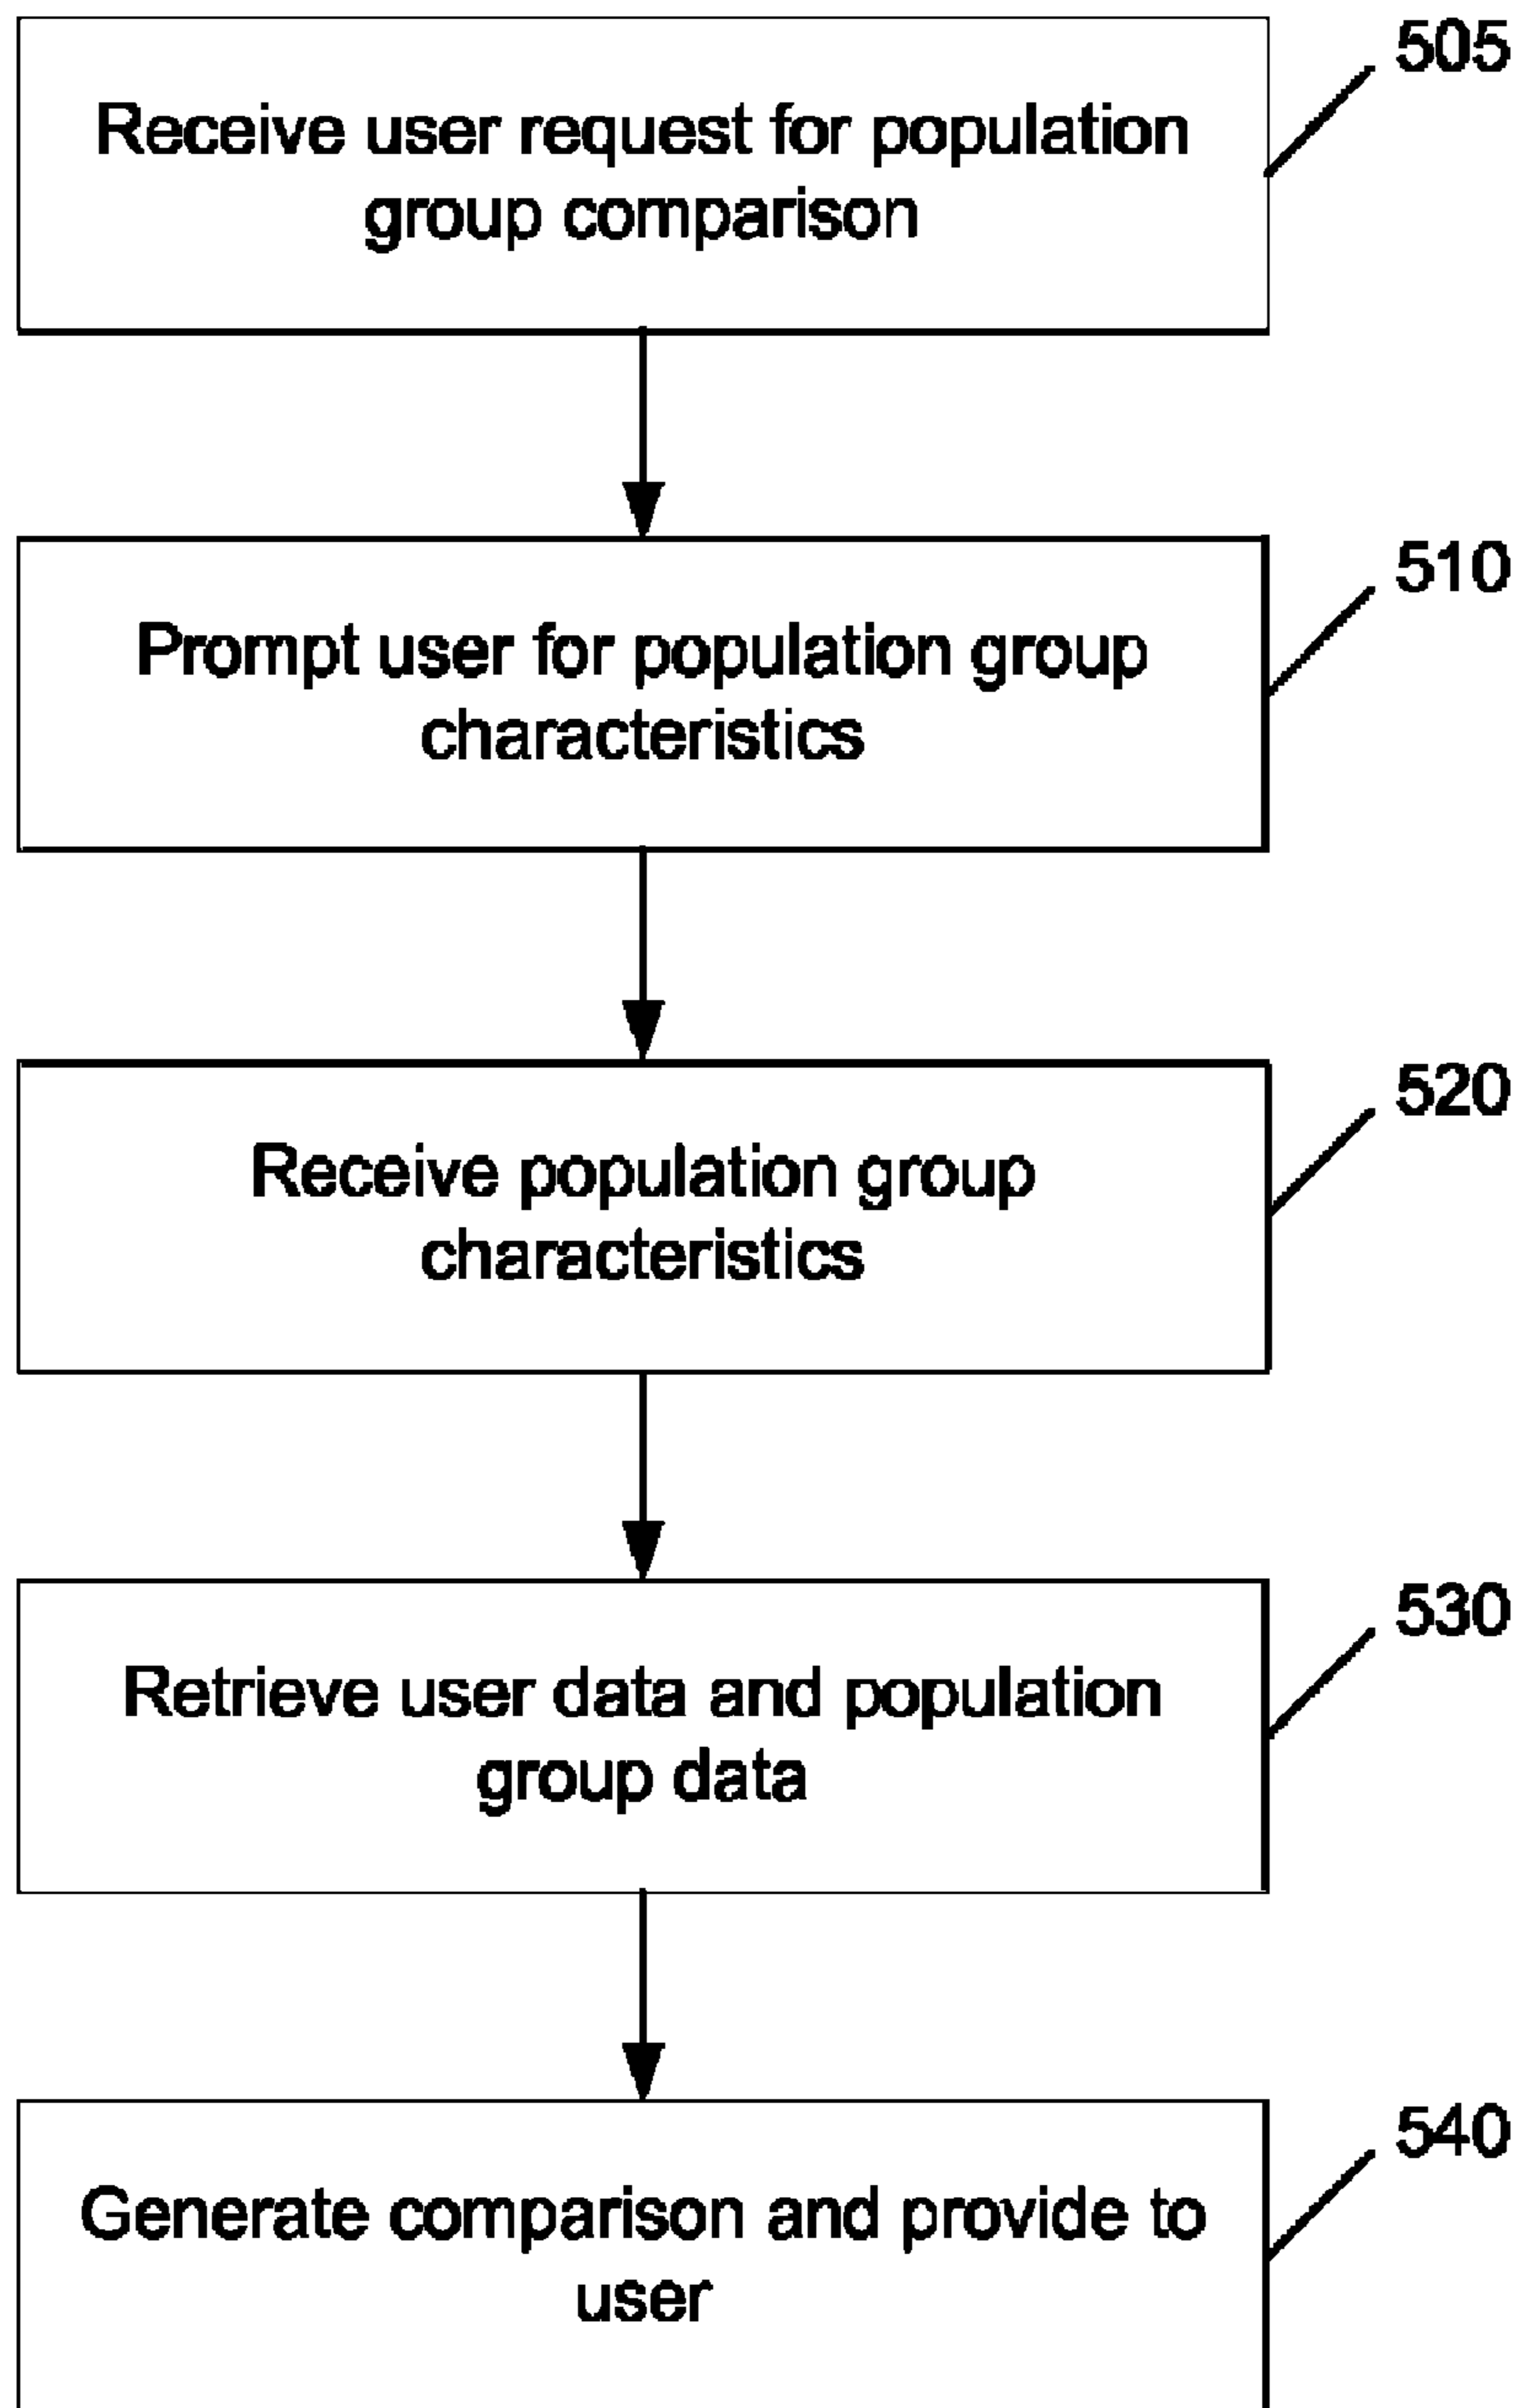 505
Receive user request for population
group comparison
510
Prompt user for population group
characteristics
520
Receive population group
characteristics
530
Retrieve user data and population
group data
540
Generate comparison and provide to
user